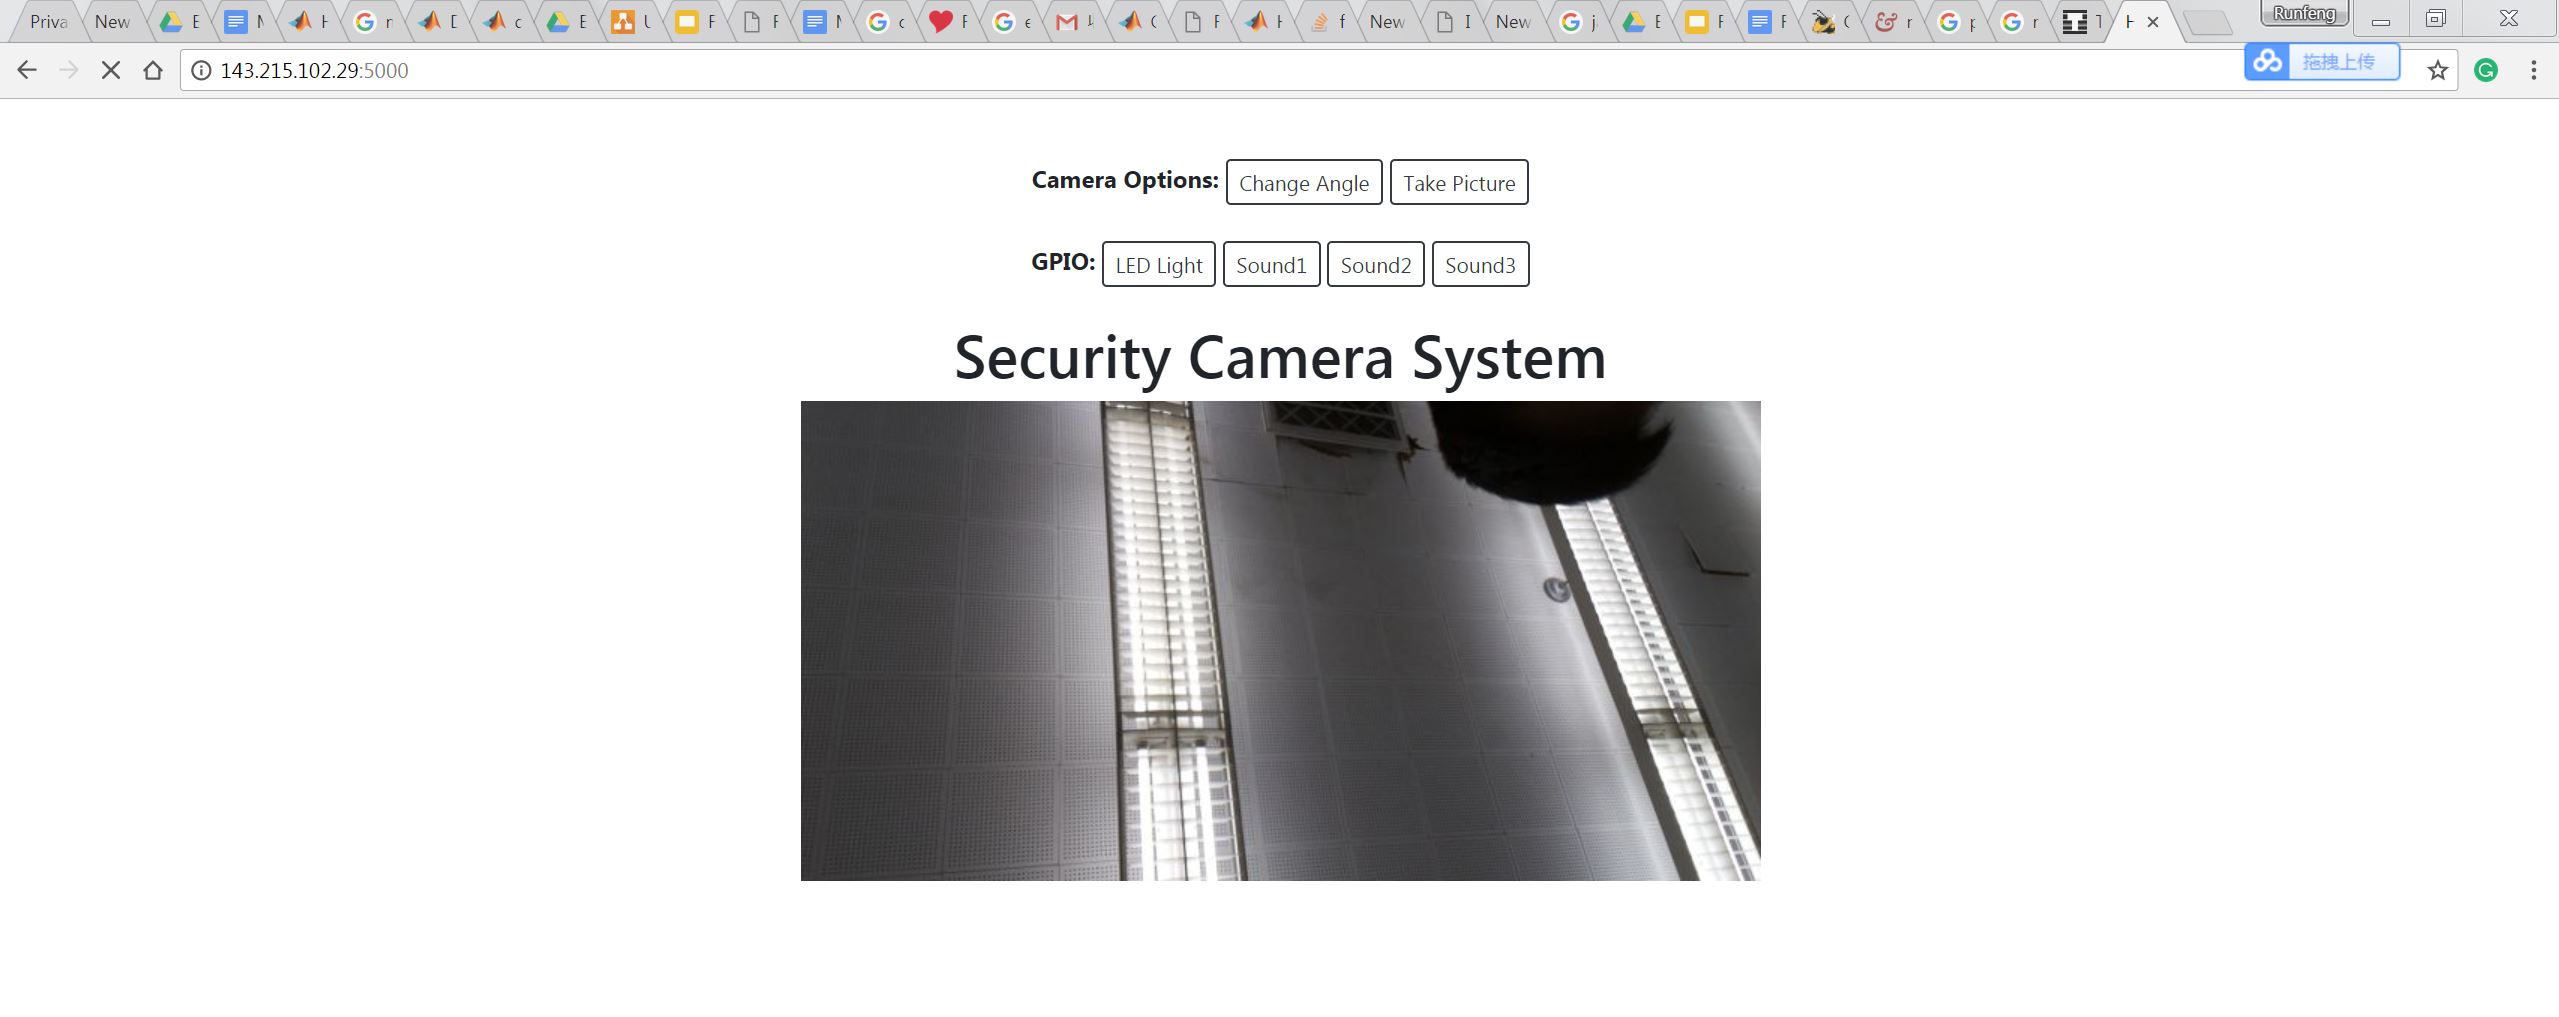 Priva New E M H n D c E U F F M c F e C F H f New I New j E F F C r p r T H Runfeng
143.215.102.29:5000 拖拽上传
Camera Options: Change Angle Take Picture
GPIO: LED Light Sound1 Sound2 Sound3
Security Camera System